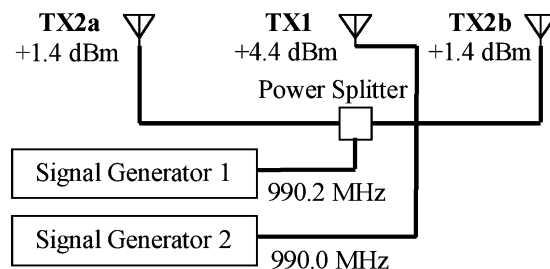 TX2a
+1.4 dBm
TX1
+4.4 dBm
TX2b
+1.4 dBm
Power Splitter
Signal Generator 1
990.2 MHz
Signal Generator 2
990.0 MHz